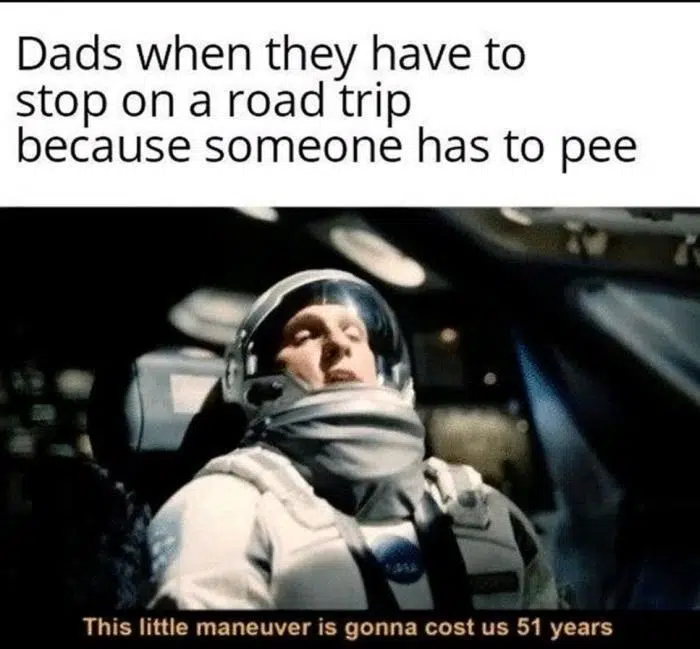 Dads when they have to
stop on a road trip
because someone has to pee
This little maneuver is gonna cost us 51 years